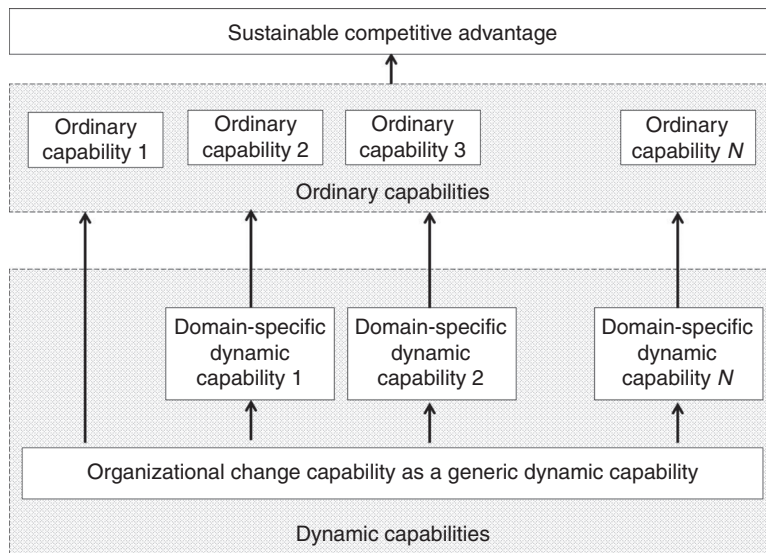 Sustainable competitive advantage
Ordinary
capability 1
Ordinary
capability 2
Ordinary
capability 3
Ordinary
capability N
Ordinary capabilities
Domain-specific
dynamic
capability 1
Domain-specific
dynamic
capability 2
Domain-specific
dynamic
capability N
Organizational change capability as a generic dynamic capability
Dynamic capabilities